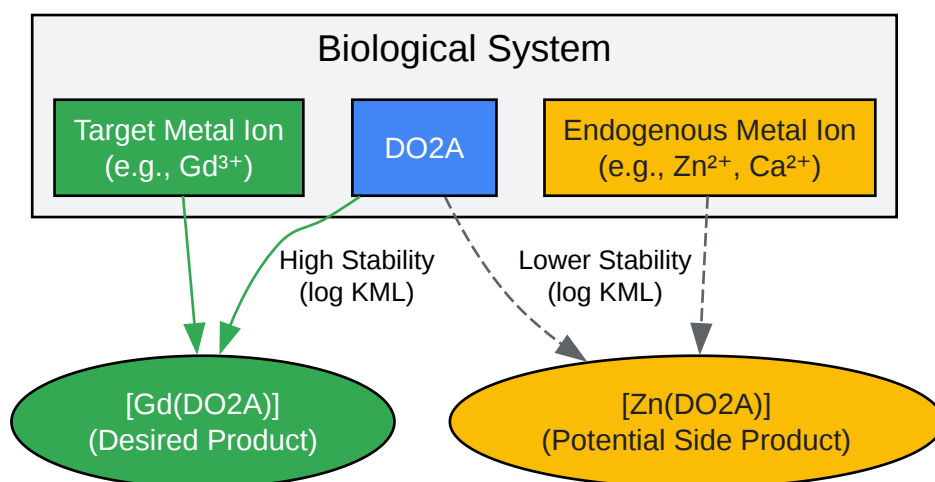 Biological System
Target Metal Ion
(e.g., Gd³⁺)
DO2A
Endogenous Metal Ion
(e.g., Zn²⁺, Ca²⁺)
High Stability
(log KML)
Lower Stability
(log KML)
[Gd(DO2A)]
(Desired Product)
[Zn(DO2A)]
(Potential Side Product)